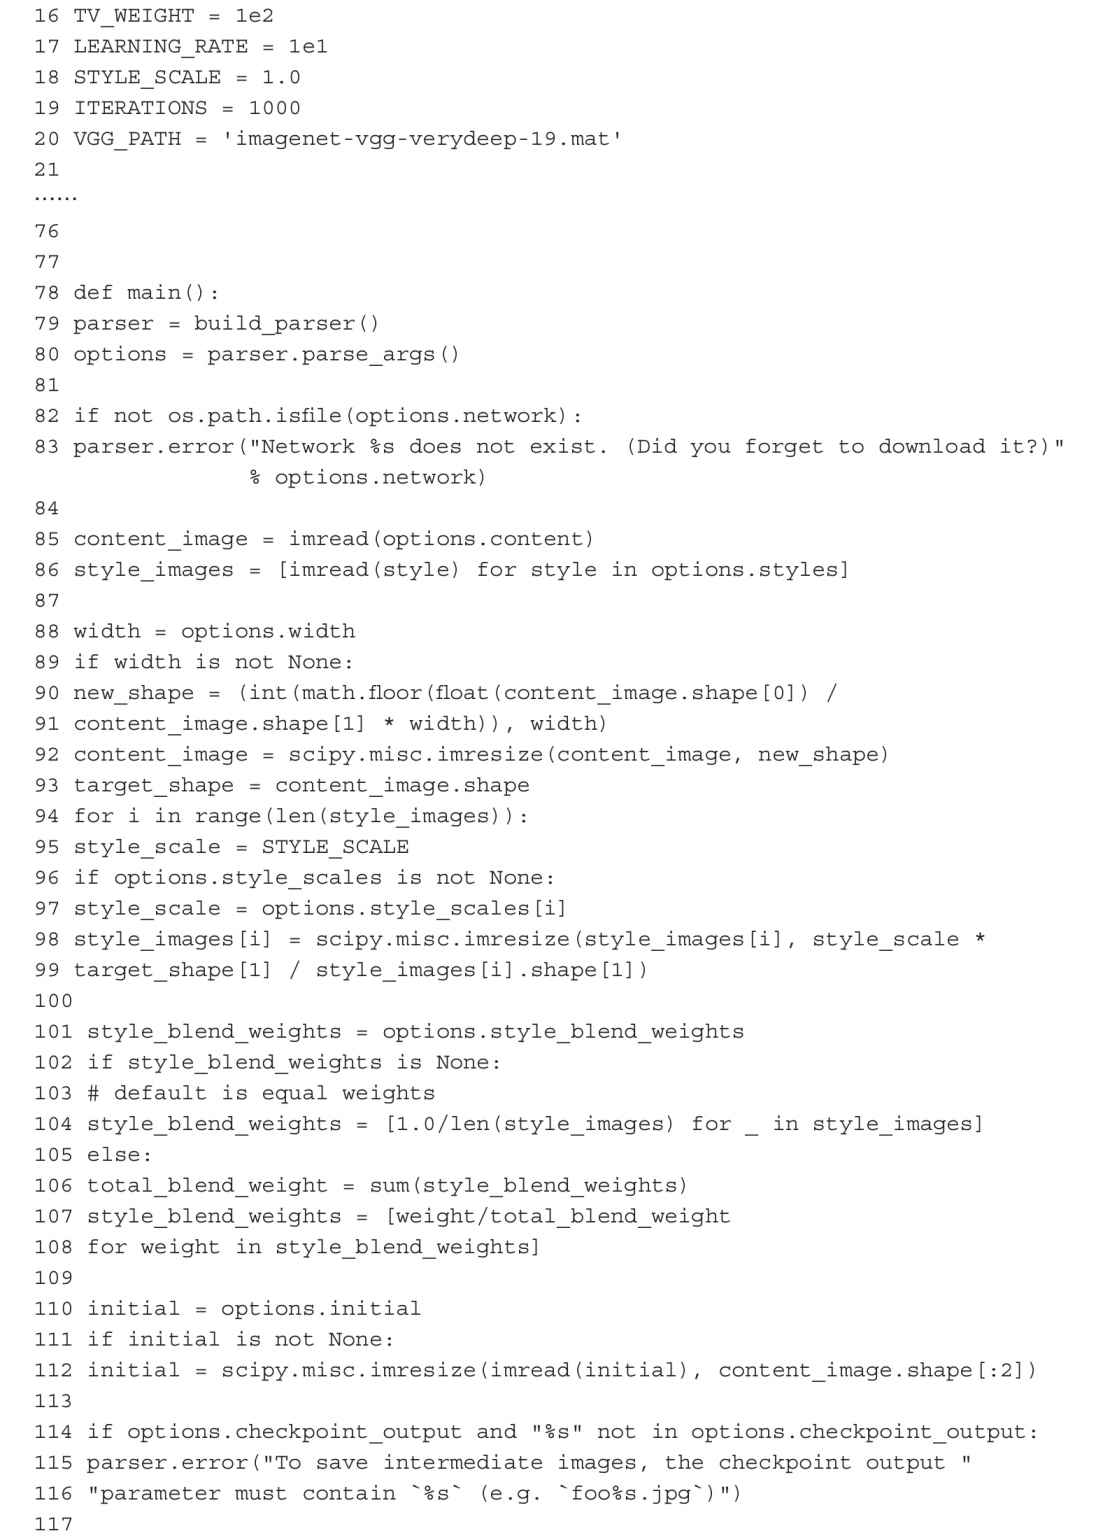 16 TV_WEIGHT = 1e2
17 LEARNING_RATE = 1e1
18 STYLE_SCALE = 1.0
19 ITERATIONS = 1000
20 VGG_PATH = 'imagenet-vgg-verydeep-19.mat'
21
……
76
77
78 def main():
79 parser = build_parser()
80 options = parser.parse_args()
81
82 if not os.path.isfile(options.network):
83 parser.error("Network %s does not exist. (Did you forget to download it?)"
% options.network)
84
85 content_image = imread(options.content)
86 style_images = [imread(style) for style in options.styles]
87
88 width = options.width
89 if width is not None:
90 new_shape = (int(math.floor(float(content_image.shape[0]) /
91 content_image.shape[1] * width)), width)
92 content_image = scipy.misc.imresize(content_image, new_shape)
93 target_shape = content_image.shape
94 for i in range(len(style_images)):
95 style_scale = STYLE_SCALE
96 if options.style_scales is not None:
97 style_scale = options.style_scales[i]
98 style_images[i] = scipy.misc.imresize(style_images[i], style_scale *
99 target_shape[1] / style_images[i].shape[1])
100
101 style_blend_weights = options.style_blend_weights
102 if style_blend_weights is None:
103 # default is equal weights
104 style_blend_weights = [1.0/len(style_images) for _ in style_images]
105 else:
106 total_blend_weight = sum(style_blend_weights)
107 style_blend_weights = [weight/total_blend_weight
108 for weight in style_blend_weights]
109
110 initial = options.initial
111 if initial is not None:
112 initial = scipy.misc.imresize(imread(initial), content_image.shape[:2])
113
114 if options.checkpoint_output and "%s" not in options.checkpoint_output:
115 parser.error("To save intermediate images, the checkpoint output "
116 "parameter must contain `%s` (e.g. `foo%s.jpg`)")
117